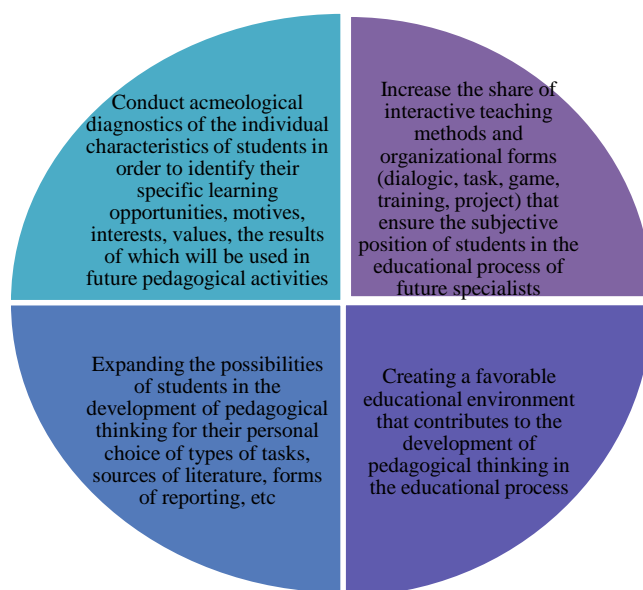 Conduct acmeological
diagnostics of the individual
characteristics of students in
order to identify their
specific learning
opportunities, motives,
interests, values, the results
of which will be used in
future pedagogical activities
Increase the share of
interactive teaching
methods and
organizational forms
(dialogic, task, game,
training, project) that
ensure the subjective
position of students in the
educational process of
future specialists
Expanding the possibilities
of students in the
development of pedagogical
thinking for their personal
choice of types of tasks,
sources of literature, forms
of reporting, etc
Creating a favorable
educational environment
that contributes to the
development of
pedagogical thinking in
the educational process